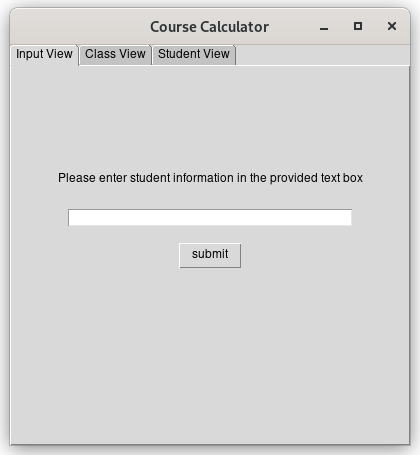 Course Calculator
Input View Class View Student View
Please enter student information in the provided text box
submit